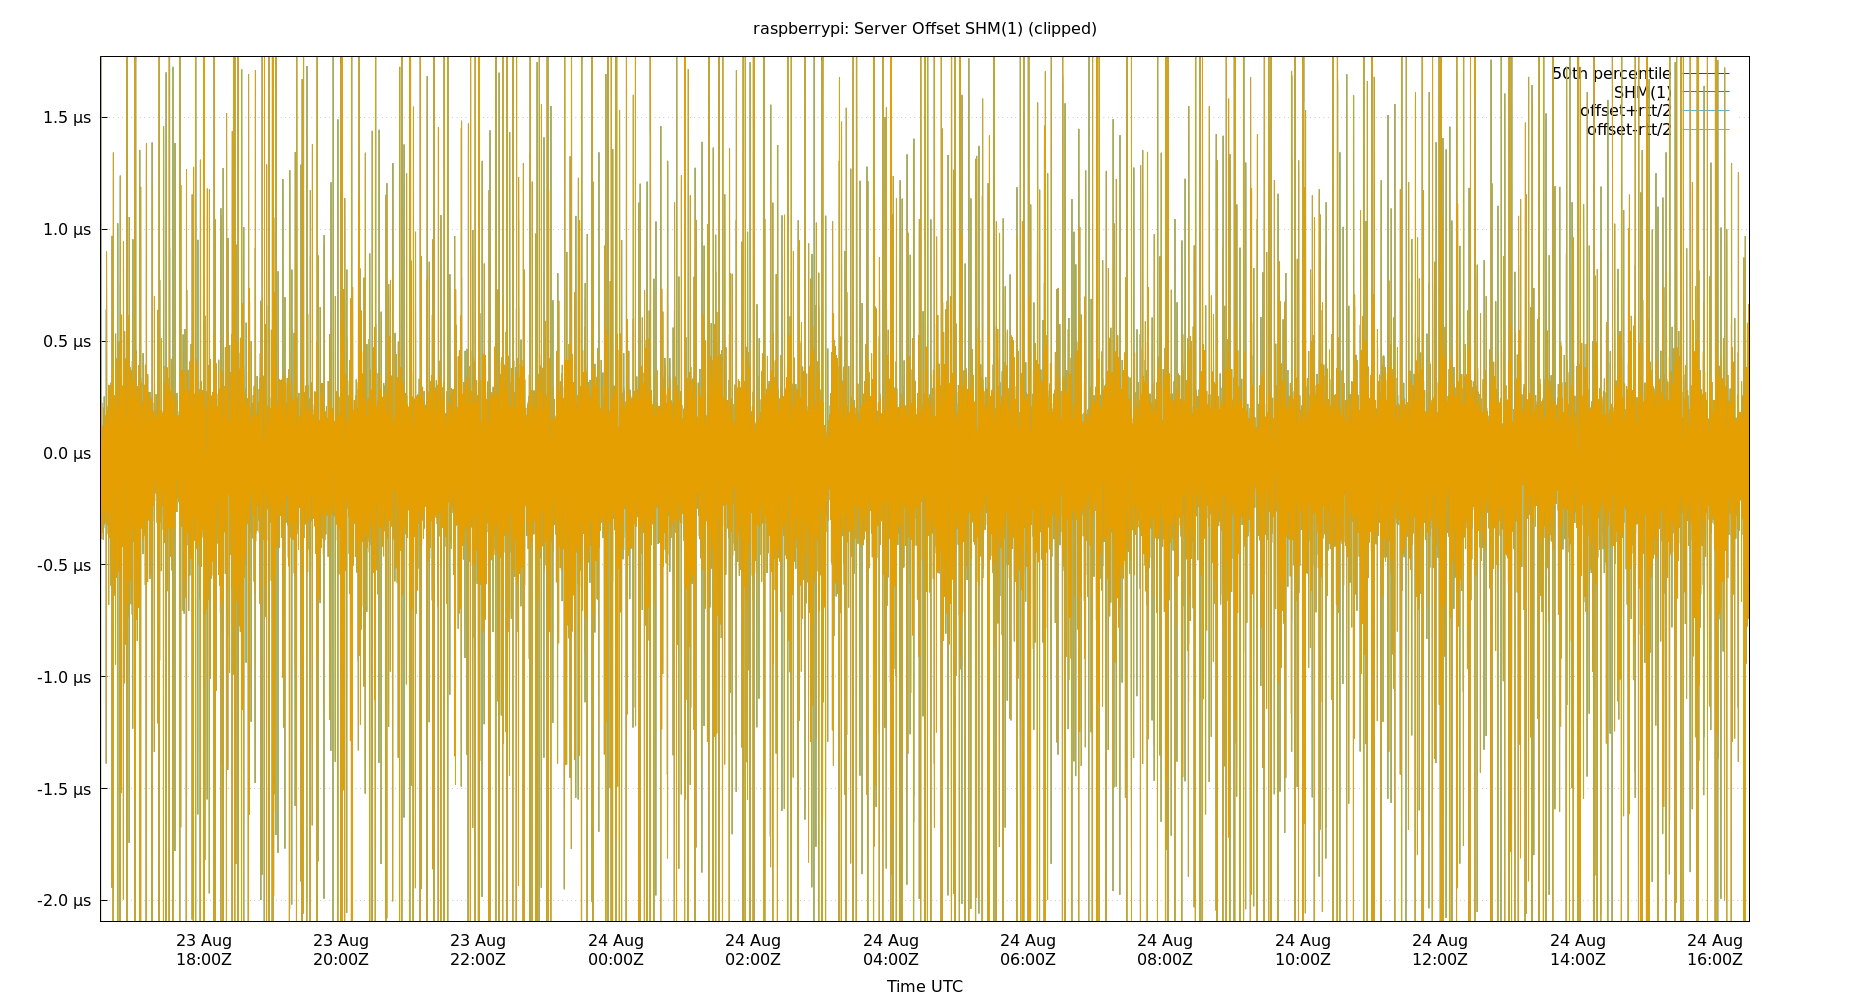 raspberrypi: Server Offset SHM(1) (clipped)
50th percentile
SHM(1)
offset+rtt/2
offset-rtt/2
1.5 µs
1.0 µs
0.5 µs
0.0 µs
-0.5 µs
-1.0 µs
-1.5 µs
-2.0 µs
23 Aug 23 Aug 23 Aug 24 Aug 24 Aug 24 Aug 24 Aug 24 Aug 24 Aug 24 Aug 24 Aug 24 Aug
18:00Z 20:00Z 22:00Z 00:00Z 02:00Z 04:00Z 06:00Z 08:00Z 10:00Z 12:00Z 14:00Z 16:00Z
Time UTC